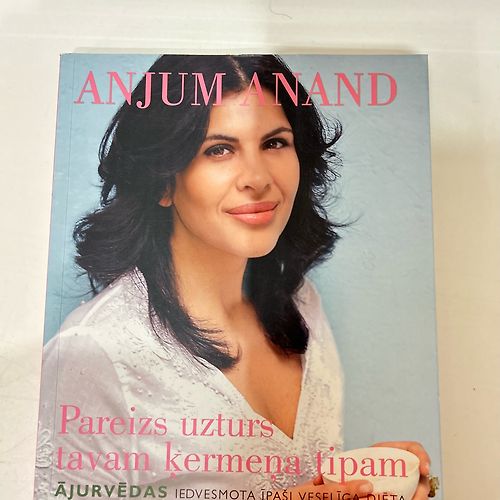 ANJUM ANAND
Pareizs uzturs
tavam ķermeņa tipam
ĀJURVĒDAS IEDVESMOTA ĪPAŠI VESELĪGA DIĒTA